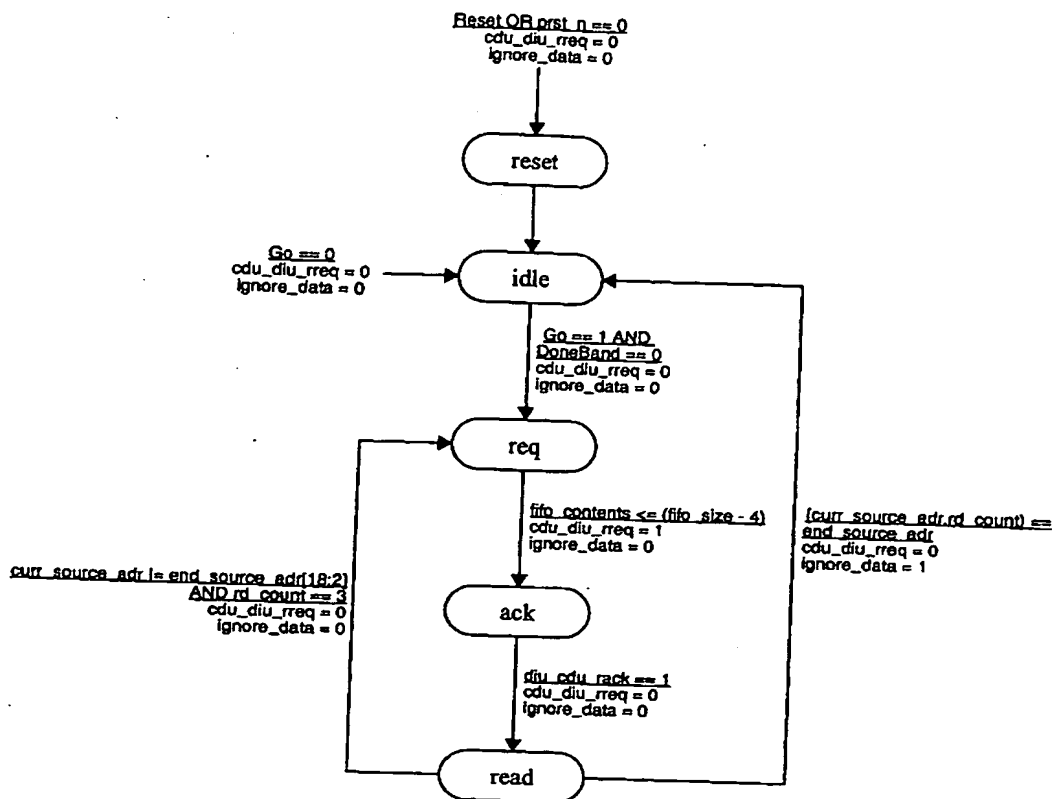 Reset OR prst_n == 0
cdu_diu_rreq = 0
ignore_data = 0
reset
Go == 0
cdu_diu_rreq = 0
ignore_data = 0
idle
Go == 1 AND
DoneBand == 0
cdu_diu_rreq = 0
ignore_data = 0
req
fifo_contents <= (fifo_size - 4)
cdu_diu_rreq = 1
ignore_data = 0
(curr_source_adr,rd_count) ==
end_source_adr
cdu_diu_rreq = 0
ignore_data = 1
curr_source_adr != end_source_adr[18:2]
AND rd_count == 3
cdu_diu_rreq = 0
ignore_data = 0
ack
diu_cdu_rack == 1
cdu_diu_rreq = 0
ignore_data = 0
read